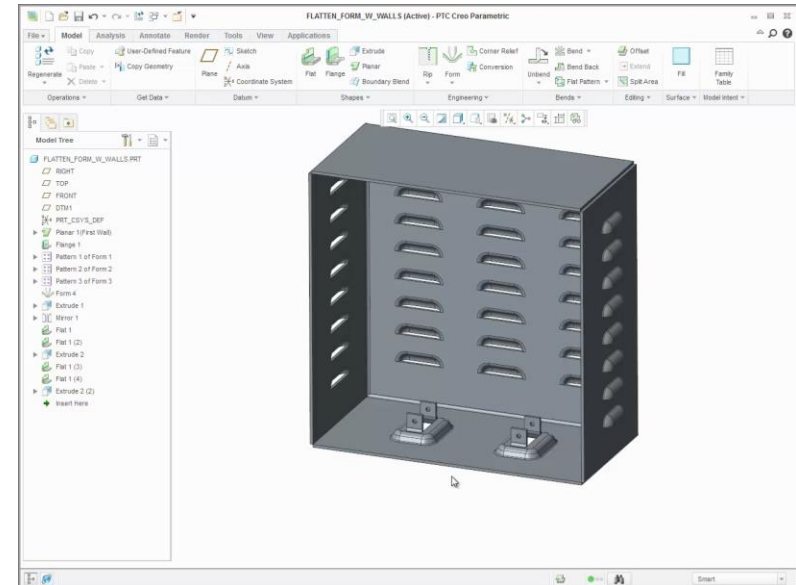 FLATTEN_FORM_W_WALLS (Active) - PTC Creo Parametric
File Model Analysis Annotate Render Tools View Applications
Regenerate Copy Paste Delete User-Defined Feature Copy Geometry Plane Sketch Axis Coordinate System Flat Flange Extrude Planar Boundary Blend Rip Form Corner Relief Conversion Unbend Bend Bend Back Flat Pattern Offset Extend Split Area Fill Family Table
Operations Get Data Datum Shapes Engineering Bends Editing Surface Model Intent
Model Tree
FLATTEN_FORM_W_WALLS.PRT
RIGHT
TOP
FRONT
DTM1
PRT_CSYS_DEF
Planar 1(First Wall)
Flange 1
Pattern 1 of Form 1
Pattern 2 of Form 2
Pattern 3 of Form 3
Form 4
Extrude 1
Mirror 1
Flat 1
Flat 1 (2)
Extrude 2
Flat 1 (3)
Flat 1 (4)
Extrude 2 (2)
Insert Here
Smart